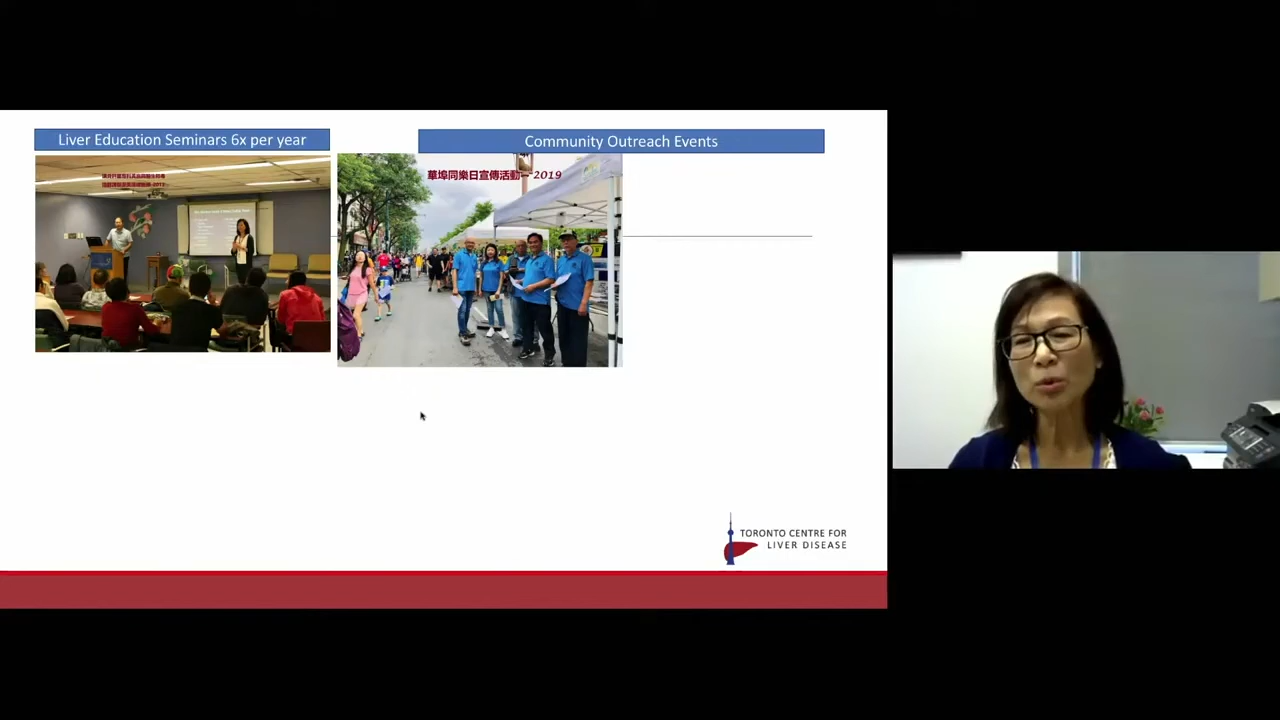 Liver Education Seminars 6x per year
Community Outreach Events
華埠同樂日宣傳活動—2019
TORONTO CENTRE FOR
LIVER DISEASE